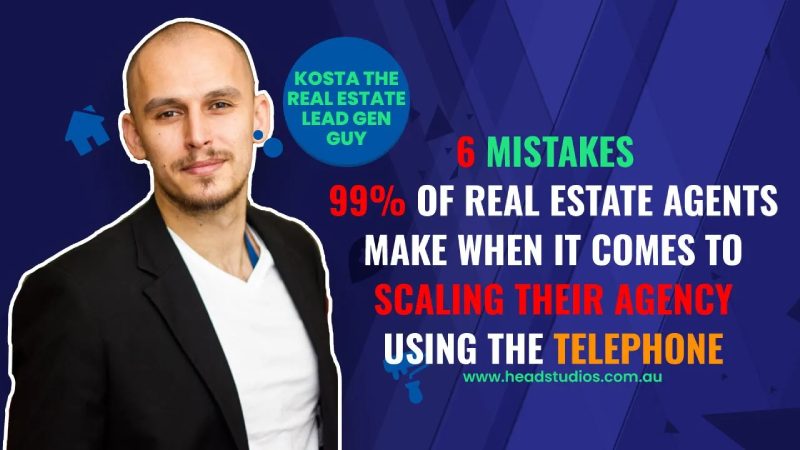 KOSTA THE
REAL ESTATE
LEAD GEN
GUY
6 MISTAKES
99% OF REAL ESTATE AGENTS
MAKE WHEN IT COMES TO
SCALING THEIR AGENCY
USING THE TELEPHONE
www.headstudios.com.au